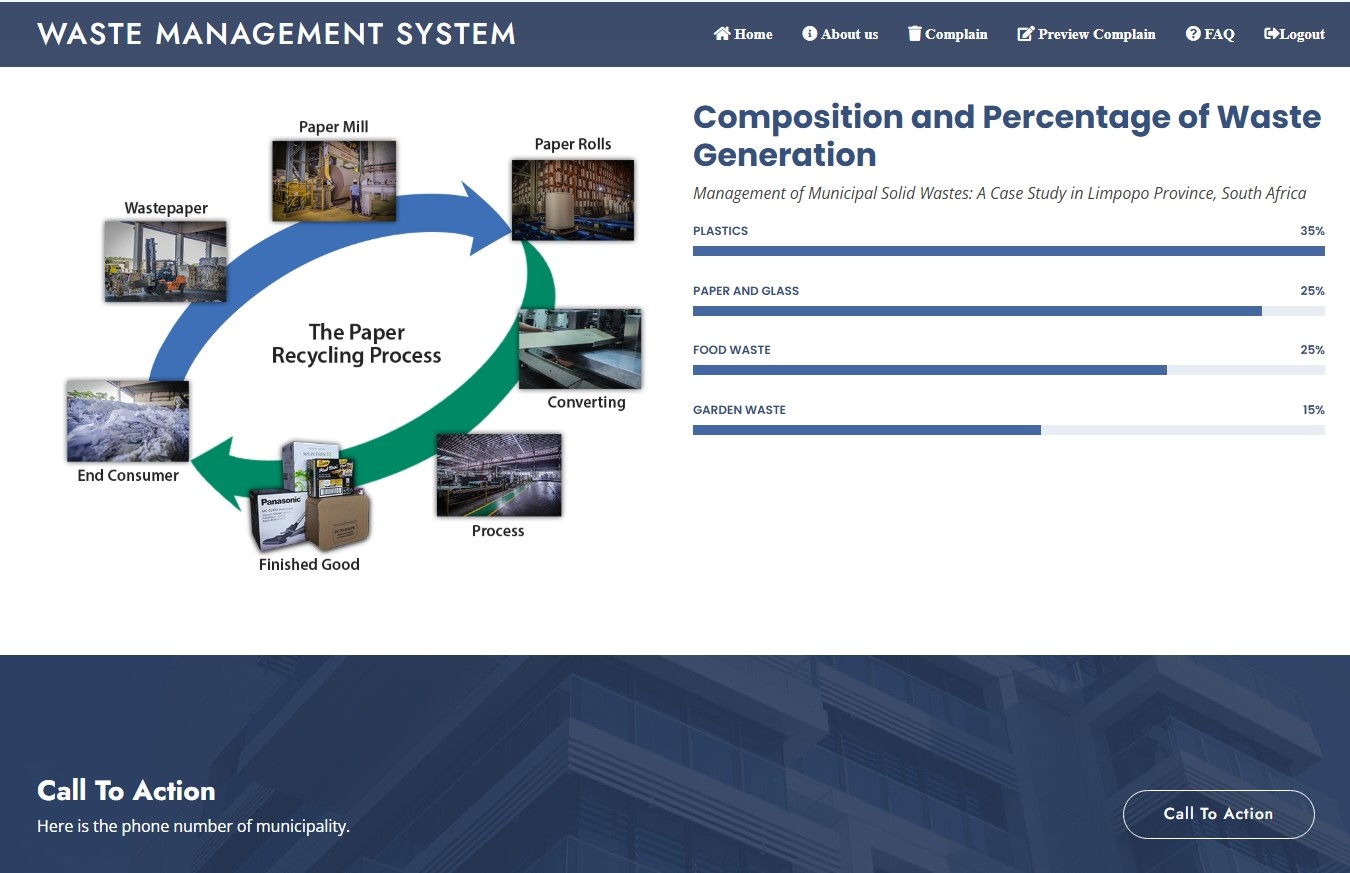 WASTE MANAGEMENT SYSTEM
Home About us Complain Preview Complain FAQ Logout
Paper Mill
Paper Rolls
Wastepaper
The Paper
Recycling Process
Converting
End Consumer
Panasonic
Process
Finished Good
Composition and Percentage of Waste
Generation
Management of Municipal Solid Wastes: A Case Study in Limpopo Province, South Africa
PLASTICS 35%
PAPER AND GLASS 25%
FOOD WASTE 25%
GARDEN WASTE 15%
Call To Action
Here is the phone number of municipality.
Call To Action